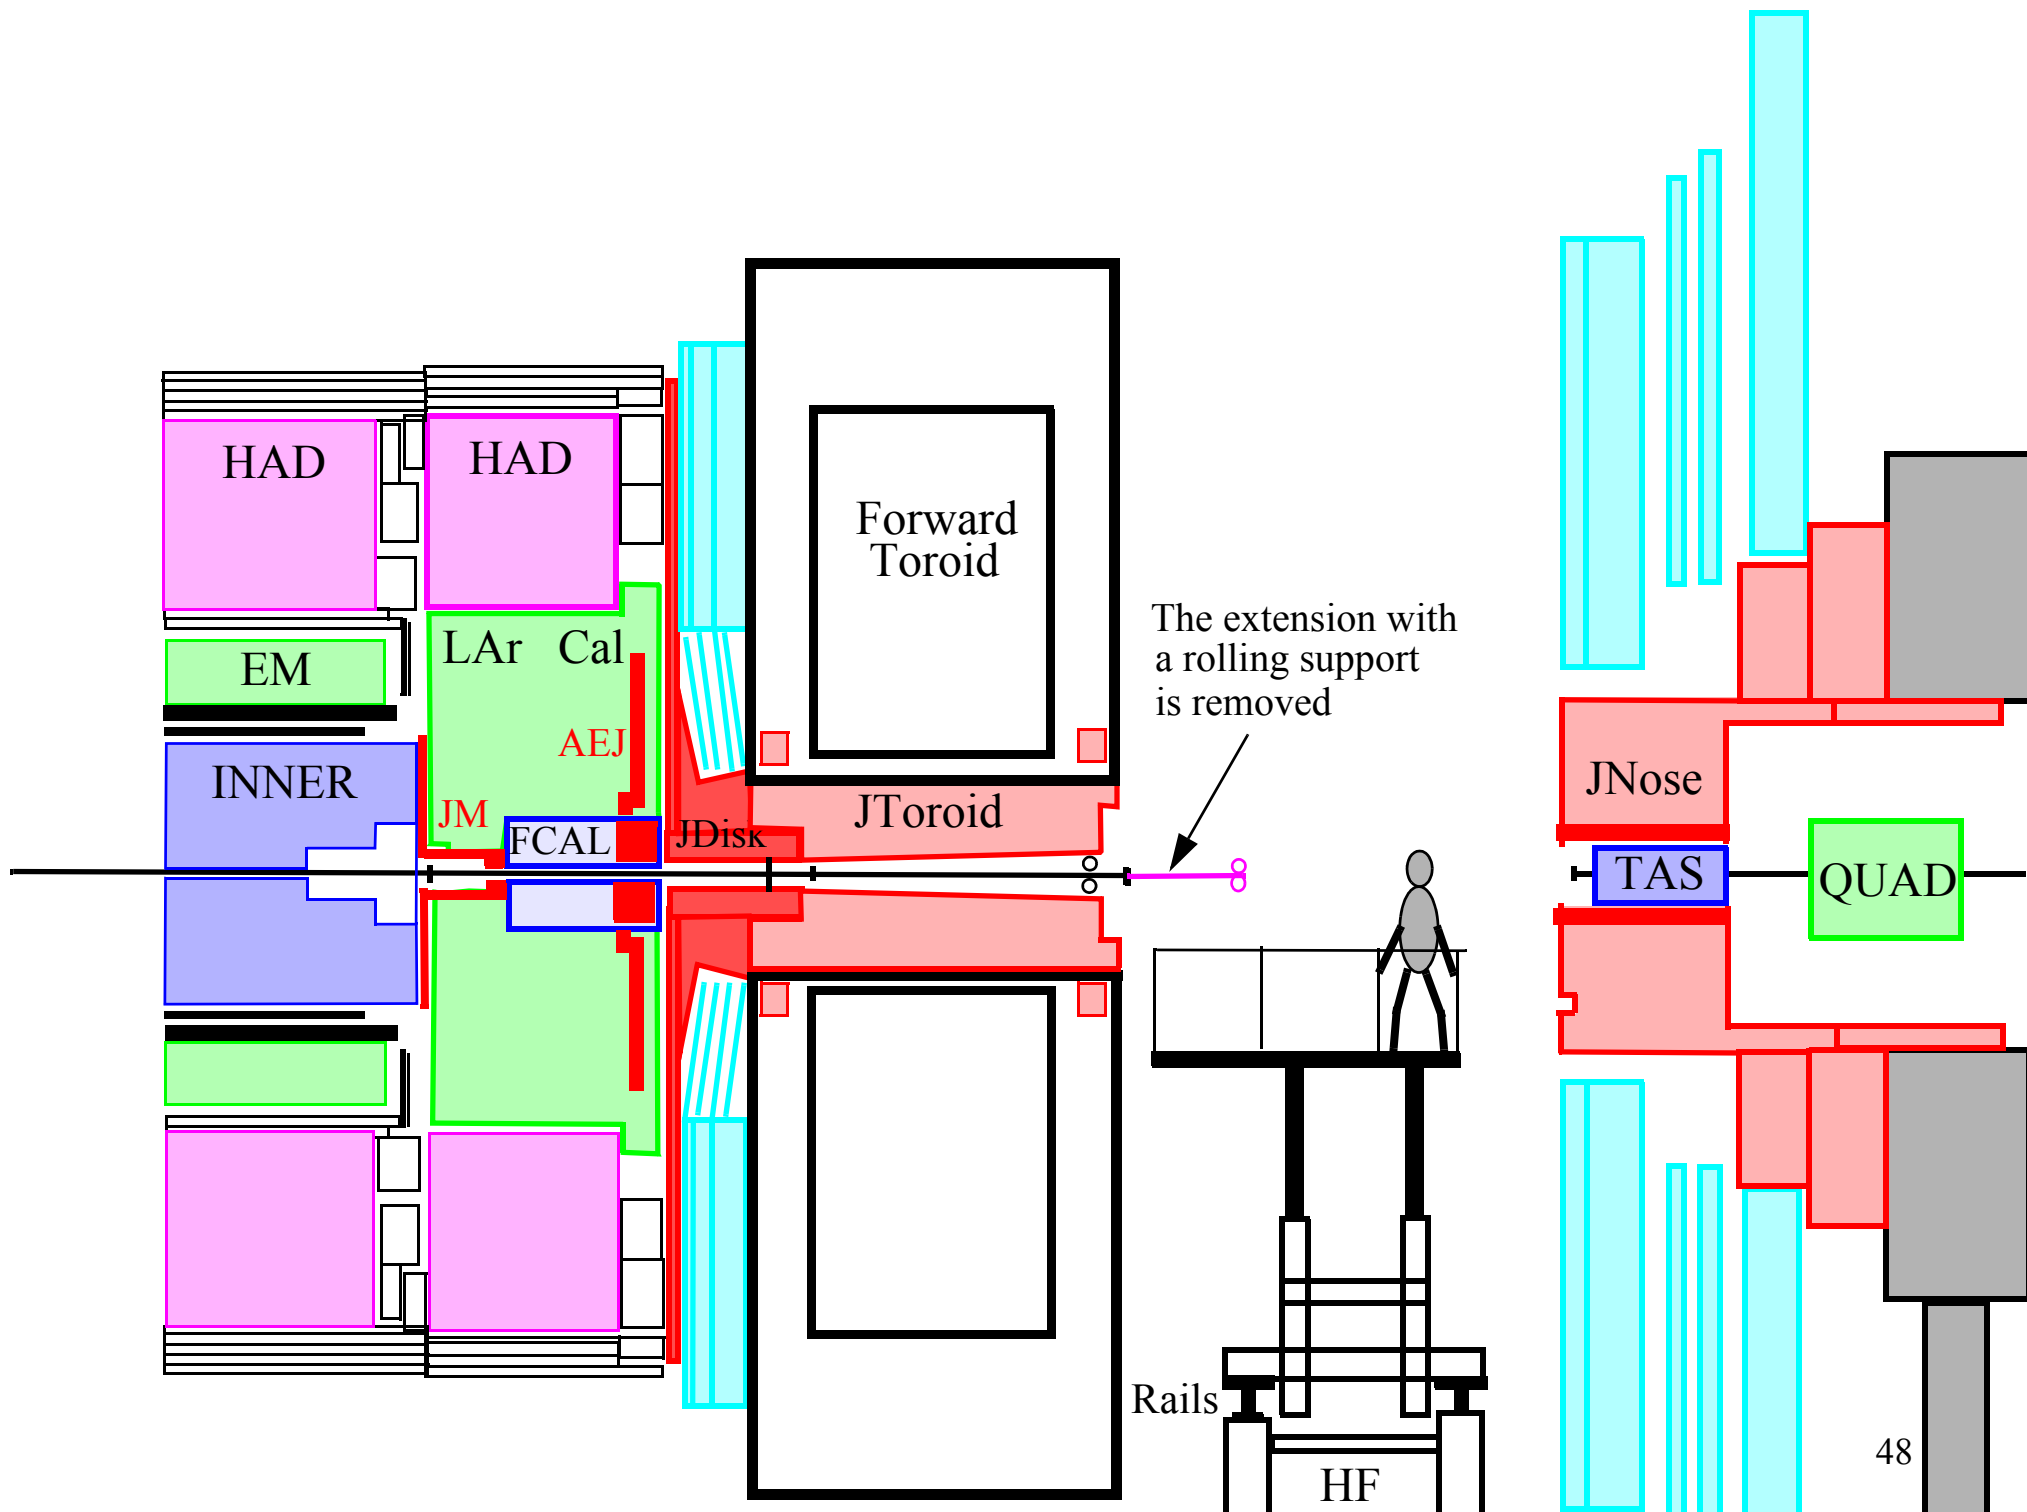 HAD
HAD
Forward
Toroid
The extension with
a rolling support
is removed
LAr Cal
EM
AEJ
INNER
JM
JToroid
JNose
FCAL
JDisk
TAS
QUAD
Rails
48
HF